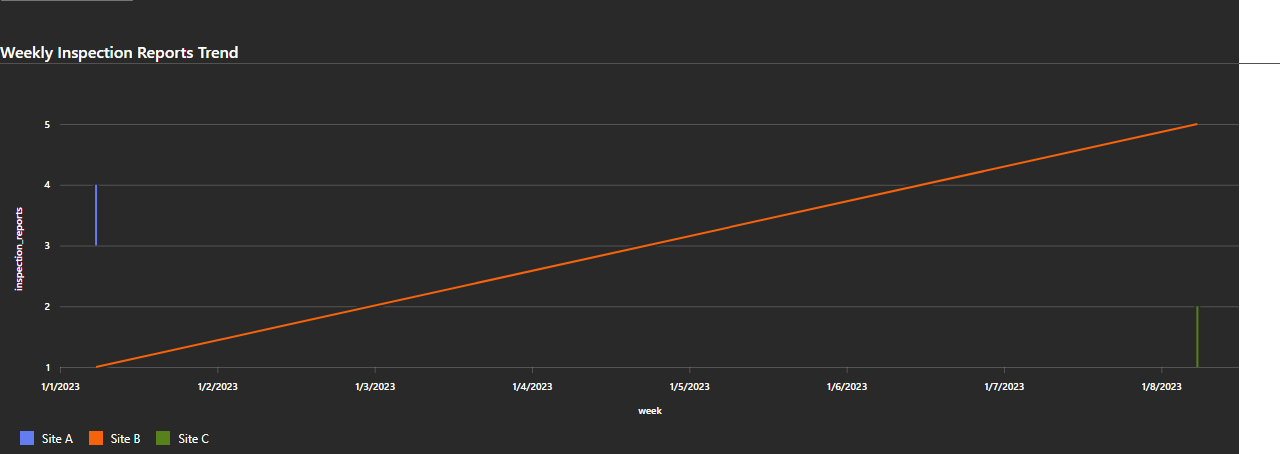 Weekly Inspection Reports Trend
5
4
3
2
1
inspection_reports
1/1/2023 1/2/2023 1/3/2023 1/4/2023 1/5/2023 1/6/2023 1/7/2023 1/8/2023
week
Site A Site B Site C